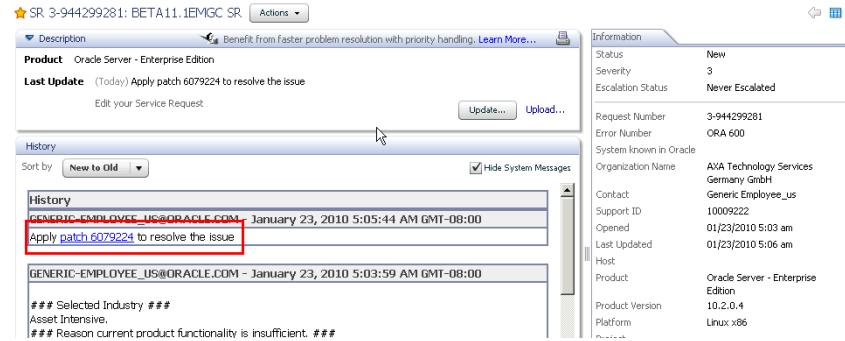 SR 3-944299281: BETA11.1EMGC SR Actions
Description
Benefit from faster problem resolution with priority handling. Learn More...
Product Oracle Server - Enterprise Edition
Last Update (Today) Apply patch 6079224 to resolve the issue
Edit your Service Request
Update... Upload...
History
Sort by New to Old Hide System Messages
History
GENERIC-EMPLOYEE_US@ORACLE.COM - January 23, 2010 5:05:44 AM GMT-08:00
Apply patch 6079224 to resolve the issue
GENERIC-EMPLOYEE_US@ORACLE.COM - January 23, 2010 5:03:59 AM GMT-08:00
### Selected Industry ###
Asset Intensive.
### Reason current product functionality is insufficient. ###
Information
Status New
Severity 3
Escalation Status Never Escalated
Request Number 3-944299281
Error Number ORA 600
System known in Oracle
Organization Name AXA Technology Services
Germany GmbH
Contact Generic Employee_us
Support ID 10009222
Opened 01/23/2010 5:03 am
Last Updated 01/23/2010 5:06 am
Host
Product Oracle Server - Enterprise
Edition
Product Version 10.2.0.4
Platform Linux x86